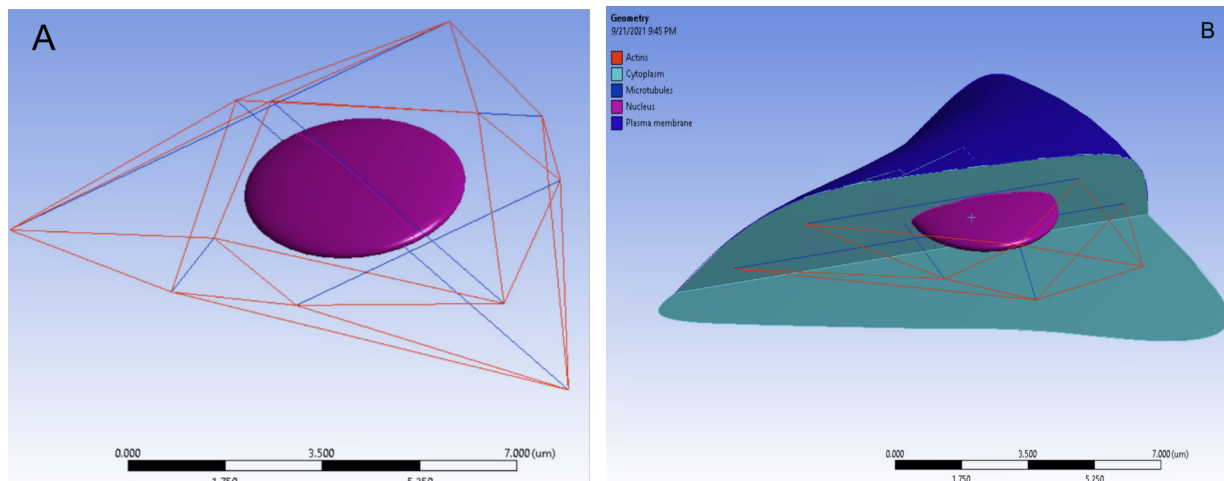 A
0.000 3.500 7.000 (um)
1.750 5.250
Geometry
9/21/2021 9:45 PM
B
Actins
Cytoplasm
Microtubules
Nucleus
Plasma membrane
0.000 3.500 7.000 (um)
1.750 5.250